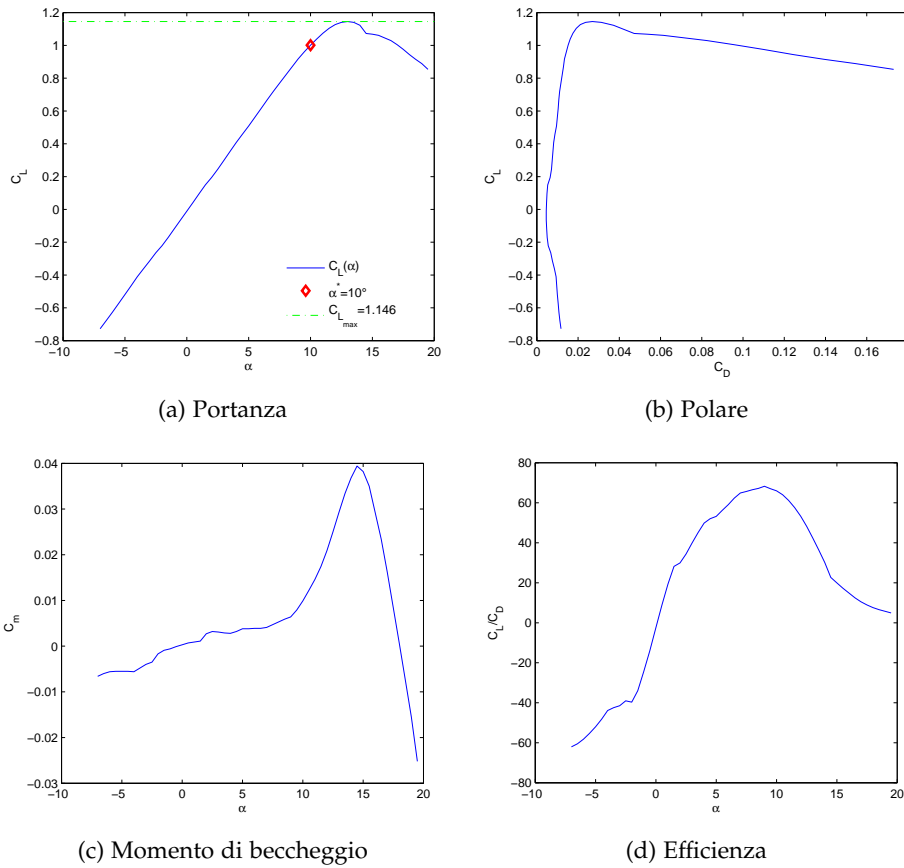 1.2
1
0.8
0.6
0.4
0.2
0
−0.2
−0.4
−0.6
−0.8
C_L
−10 −5 0 5 10 15 20
α
C_L(α)
α*=10°
C_{L_max}=1.146
(a) Portanza
1.2
1
0.8
0.6
0.4
0.2
0
−0.2
−0.4
−0.6
−0.8
C_L
0 0.02 0.04 0.06 0.08 0.1 0.12 0.14 0.16
C_D
(b) Polare
0.04
0.03
0.02
0.01
0
−0.01
−0.02
−0.03
C_m
−10 −5 0 5 10 15 20
α
(c) Momento di beccheggio
80
60
40
20
0
−20
−40
−60
−80
C_L/C_D
−10 −5 0 5 10 15 20
α
(d) Efficienza